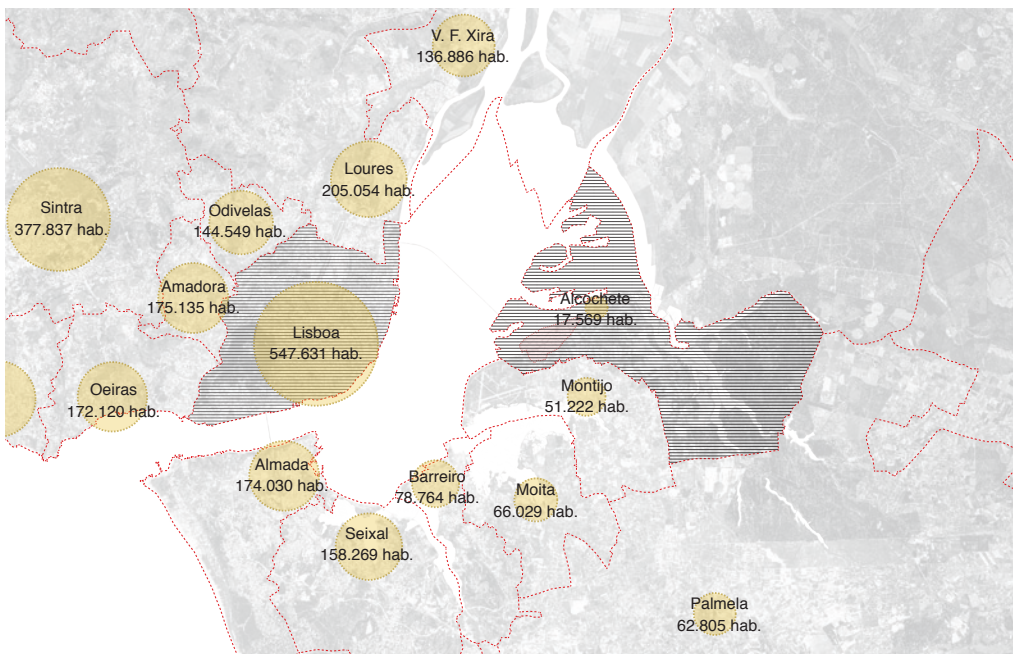 V. F. Xira
136.886 hab.
Loures
205.054 hab.
Sintra
377.837 hab.
Odivelas
144.549 hab.
Amadora
175.135 hab.
Alcochete
17.569 hab.
Lisboa
547.631 hab.
Oeiras
172.120 hab.
Montijo
51.222 hab.
Almada
174.030 hab.
Barreiro
78.764 hab.
Moita
66.029 hab.
Seixal
158.269 hab.
Palmela
62.805 hab.